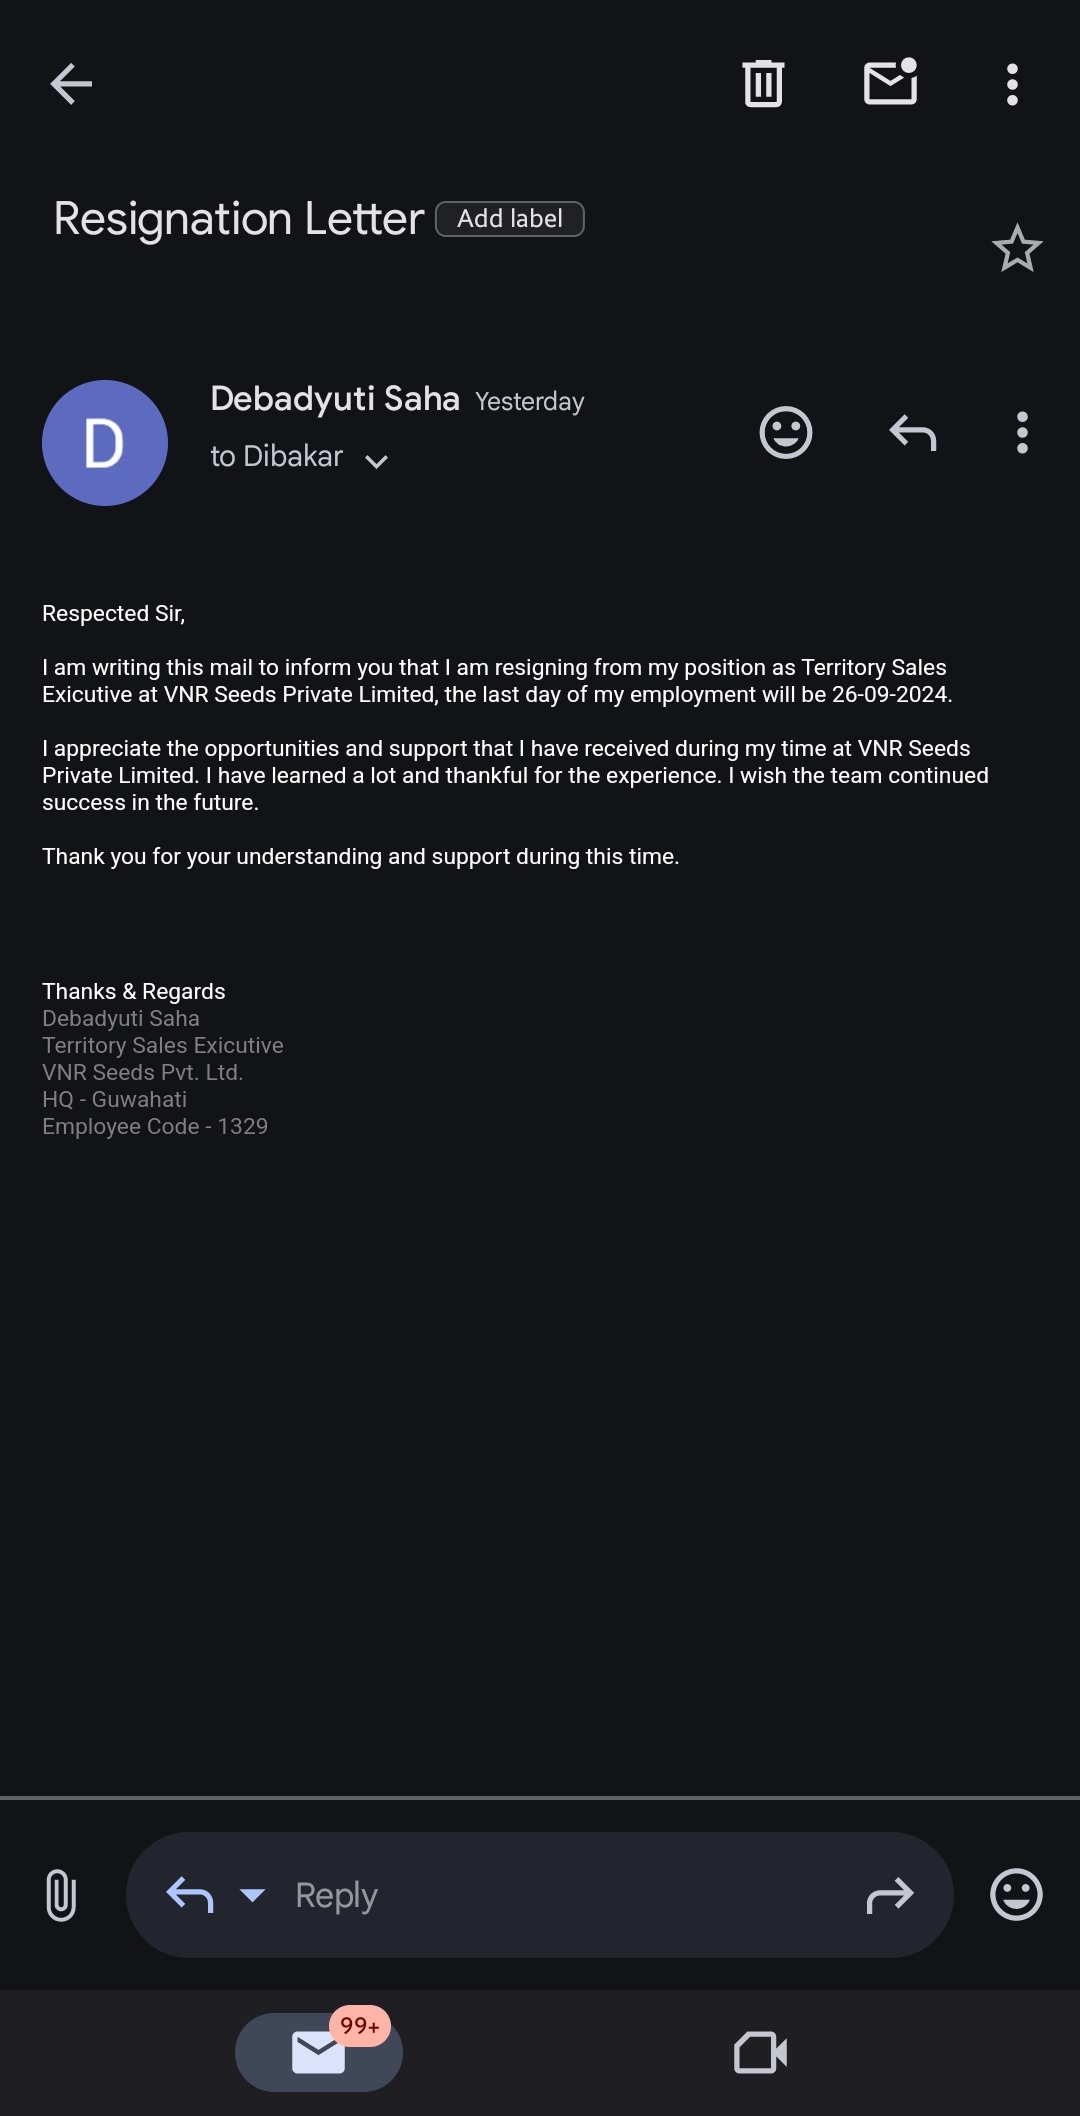 Resignation Letter Add label
D
Debadyuti Saha Yesterday
to Dibakar
Respected Sir,
I am writing this mail to inform you that I am resigning from my position as Territory Sales
Exicutive at VNR Seeds Private Limited, the last day of my employment will be 26-09-2024.
I appreciate the opportunities and support that I have received during my time at VNR Seeds
Private Limited. I have learned a lot and thankful for the experience. I wish the team continued
success in the future.
Thank you for your understanding and support during this time.
Thanks & Regards
Debadyuti Saha
Territory Sales Exicutive
VNR Seeds Pvt. Ltd.
HQ - Guwahati
Employee Code - 1329
Reply
99+